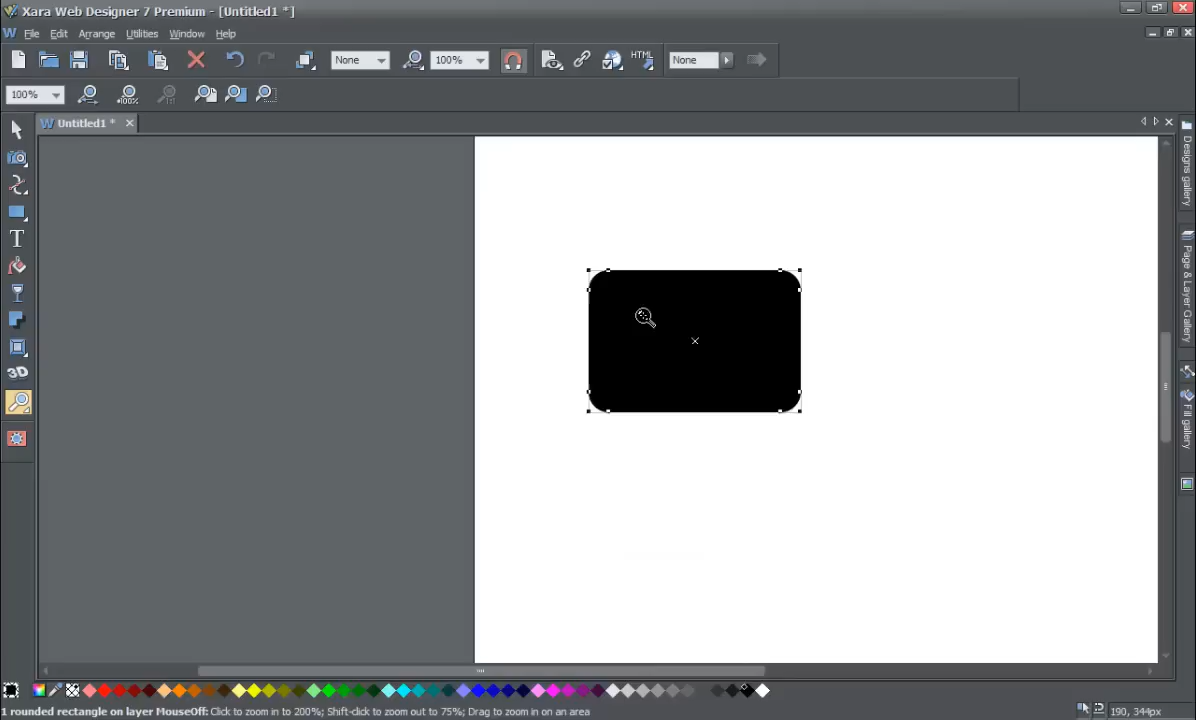 Xara Web Designer 7 Premium - [Untitled1 *]
File Edit Arrange Utilities Window Help
None 100% HTML None
100%
Untitled1 *
T
3D
Designs gallery
Page & Layer Gallery
Fill gallery
1 rounded rectangle on layer MouseOff: Click to zoom in to 200%; Shift-click to zoom out to 75%; Drag to zoom in on an area
190, 344px